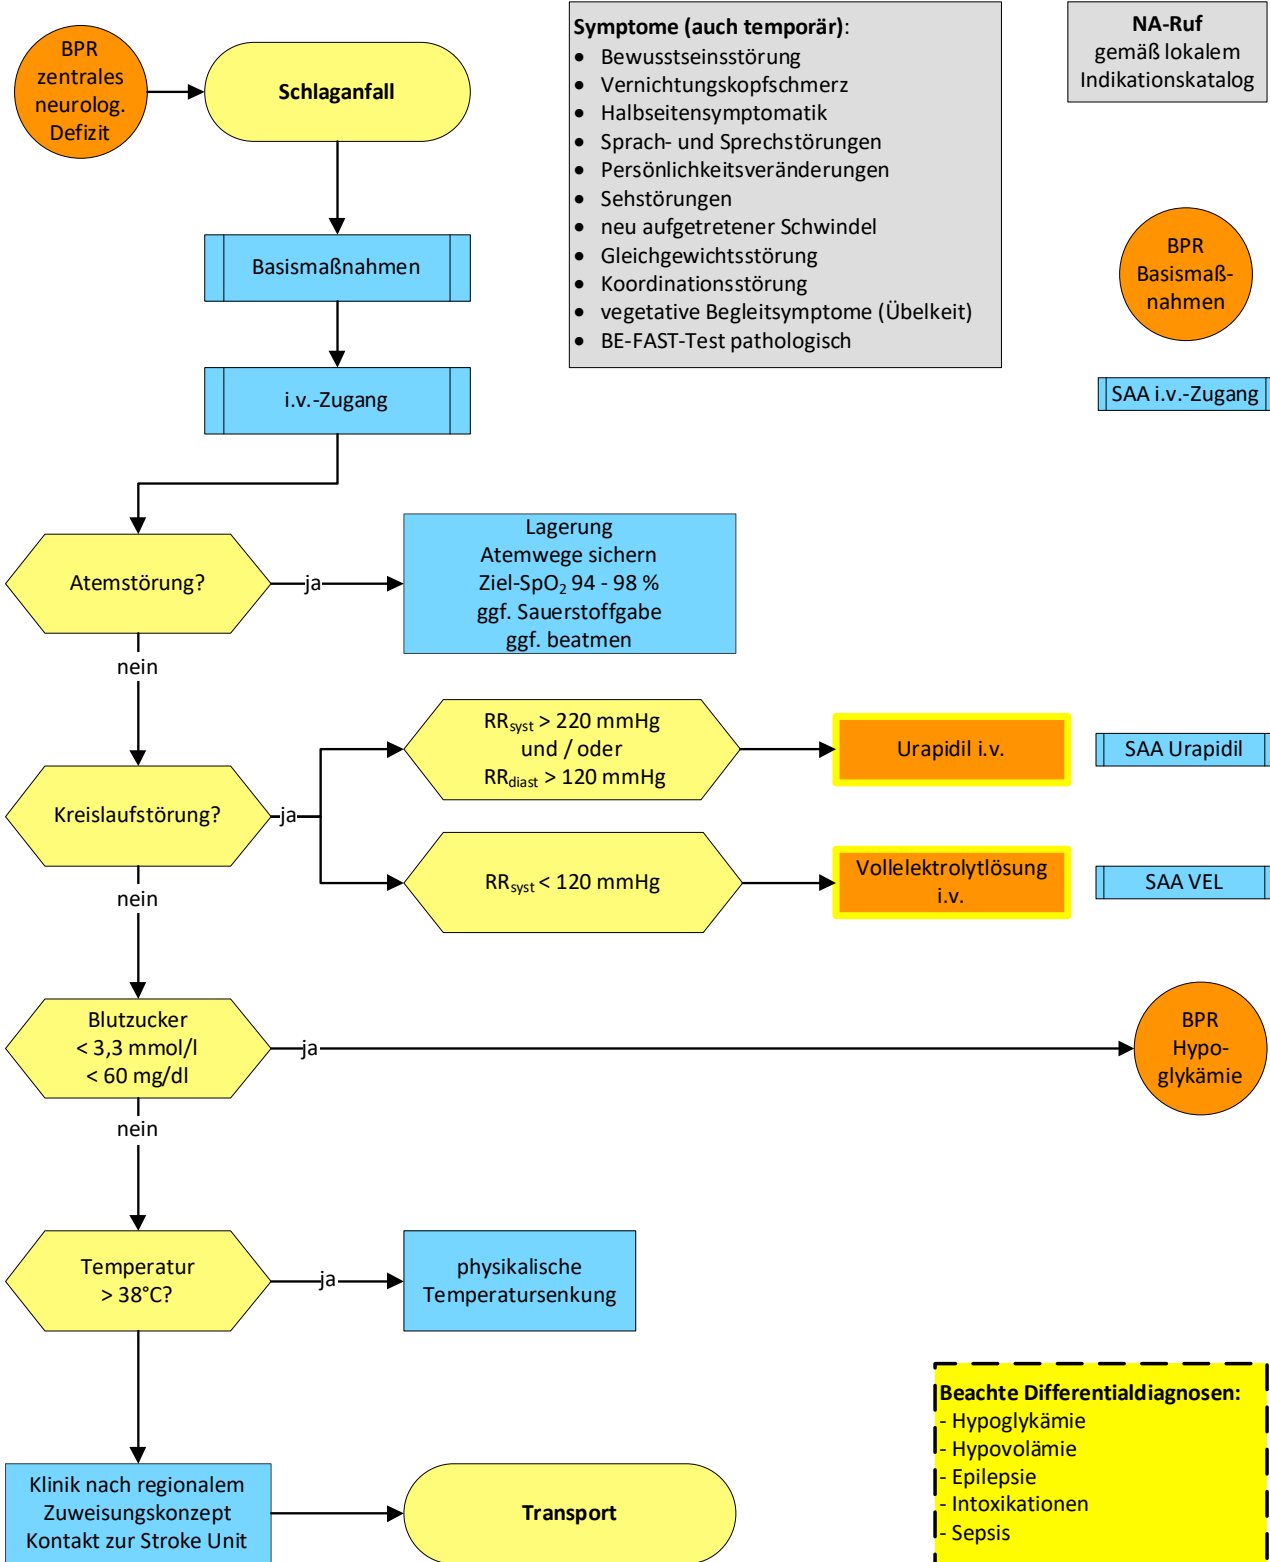 BPR
zentrales
neurolog.
Defizit
Schlaganfall
Symptome (auch temporär):
• Bewusstseinsstörung
• Vernichtungskopfschmerz
• Halbseitensymptomatik
• Sprach- und Sprechstörungen
• Persönlichkeitsveränderungen
• Sehstörungen
• neu aufgetretener Schwindel
• Gleichgewichtsstörung
• Koordinationsstörung
• vegetative Begleitsymptome (Übelkeit)
• BE-FAST-Test pathologisch
NA-Ruf
gemäß lokalem
Indikationskatalog
Basismaßnahmen
BPR
Basismaß-
nahmen
i.v.-Zugang
SAA i.v.-Zugang
Atemstörung?
ja
Lagerung
Atemwege sichern
Ziel-SpO₂ 94 - 98 %
ggf. Sauerstoffgabe
ggf. beatmen
nein
Kreislaufstörung?
ja
RRsyst > 220 mmHg
und / oder
RRdiast > 120 mmHg
Urapidil i.v.
SAA Urapidil
RRsyst < 120 mmHg
Vollelektrolytlösung
i.v.
SAA VEL
nein
Blutzucker
< 3,3 mmol/l
< 60 mg/dl
ja
BPR
Hypo-
glykämie
nein
Temperatur
> 38°C?
ja
physikalische
Temperatursenkung
Klinik nach regionalem
Zuweisungskonzept
Kontakt zur Stroke Unit
Transport
Beachte Differentialdiagnosen:
- Hypoglykämie
- Hypovolämie
- Epilepsie
- Intoxikationen
- Sepsis